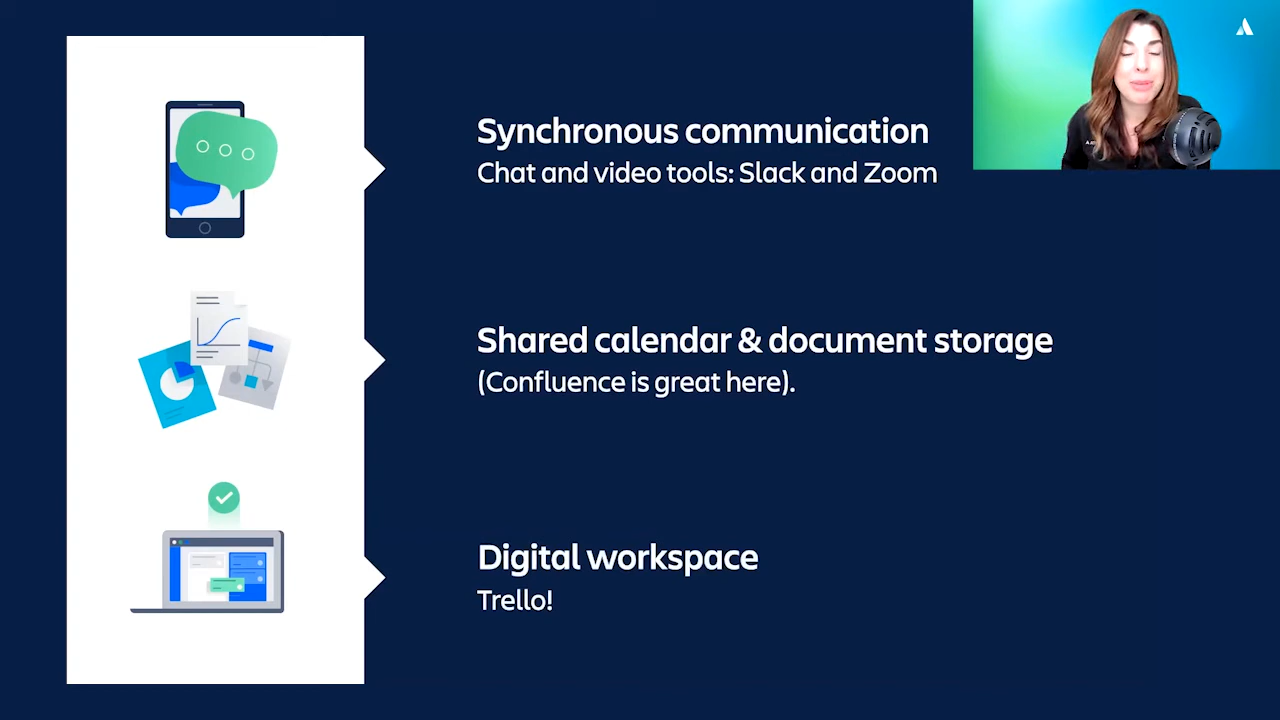 Synchronous communication
Chat and video tools: Slack and Zoom
Shared calendar & document storage
(Confluence is great here).
Digital workspace
Trello!